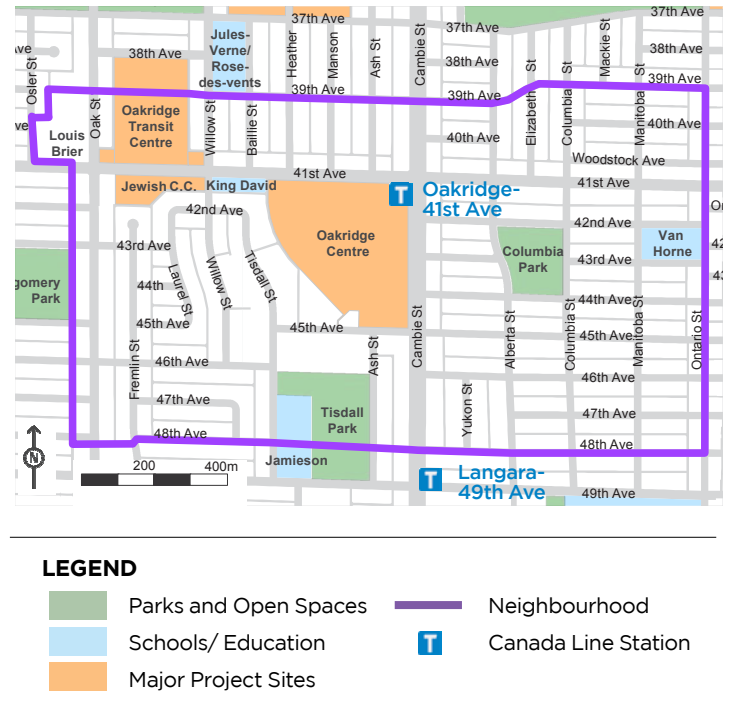 37th Ave
37th Ave
37th Ave
Jules-
Verne/
Rose-
des-vents
Heather
Manson
Ash St
Cambie St
Mackie St
ve
38th Ave
38th Ave
38th Ave
Osler St
39th Ave
39th Ave
39th Ave
Elizabeth St
Columbia St
Manitoba St
Oak St
Oakridge
Transit
Centre
Willow St
Baillie St
ve
Louis
Brier
40th Ave
40th Ave
Woodstock Ave
41st Ave
41st Ave
Jewish C.C.
King David
T
Oakridge-
41st Ave
42nd Ave
42nd Ave
43rd Ave
Oakridge
Centre
Columbia
Park
43rd Ave
Van
Horne
42
43
gomery
Park
44th
Laurel St
Willow St
Tisdall St
44th Ave
45th Ave
45th Ave
45th Ave
Fremlin St
Ash St
Cambie St
Alberta St
Columbia St
Manitoba St
Ontario St
46th Ave
46th Ave
47th Ave
47th Ave
Yukon St
Tisdall
Park
48th Ave
48th Ave
Jamieson
N
200
400m
T
Langara-
49th Ave
49th Ave
LEGEND
Parks and Open Spaces
Neighbourhood
Schools/ Education
T
Canada Line Station
Major Project Sites